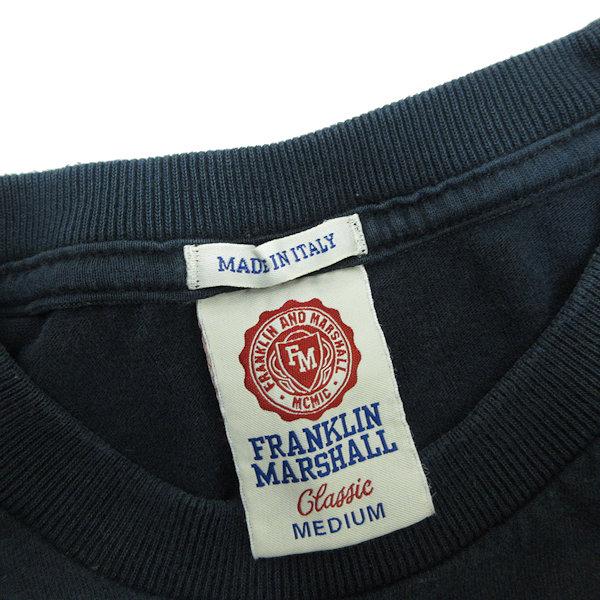 MADE IN ITALY
FRANKLIN AND MARSHALL
FM
MCMIC
FRANKLIN
MARSHALL
Classic
MEDIUM